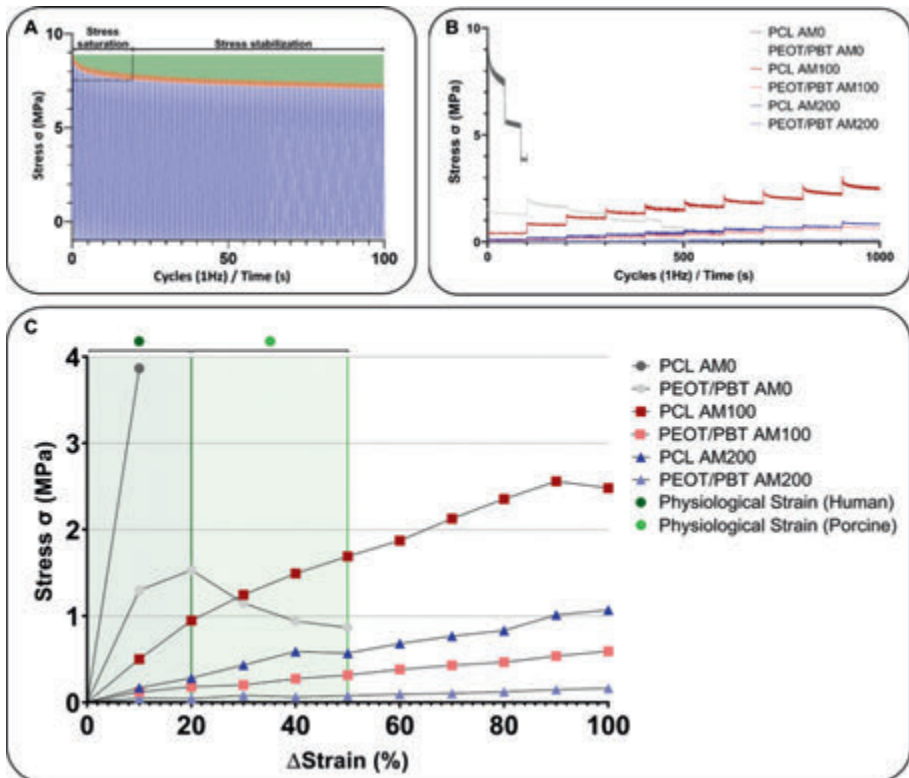 A
Stress
saturation
Stress stabilization
10
5
0
Stress σ (MPa)
0
50
100
Cycles (1Hz) / Time (s)
B
10
5
0
Stress σ (MPa)
0
500
1000
Cycles (1Hz) / Time (s)
PCL AM0
PEOT/PBT AM0
PCL AM100
PEOT/PBT AM100
PCL AM200
PEOT/PBT AM200
C
4
3
2
1
0
Stress σ (MPa)
0
20
40
60
80
100
ΔStrain (%)
PCL AM0
PEOT/PBT AM0
PCL AM100
PEOT/PBT AM100
PCL AM200
PEOT/PBT AM200
Physiological Strain (Human)
Physiological Strain (Porcine)